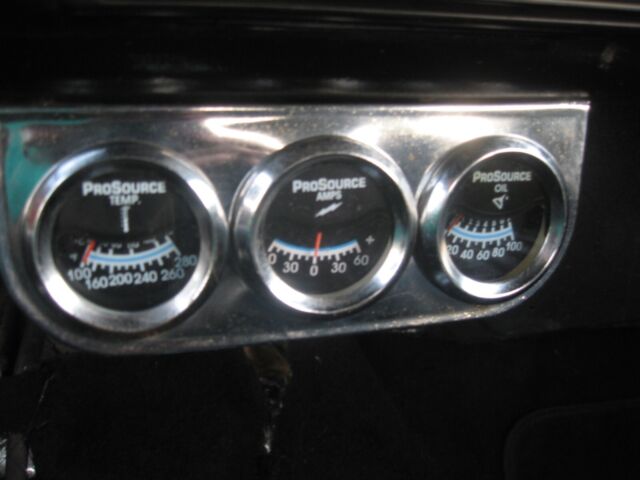 PROSOURCE
TEMP.
100 280
160 200 240 260
PROSOURCE
AMPS
- +
60 30 0 30 60
PROSOURCE
OIL
20 40 60 80 100